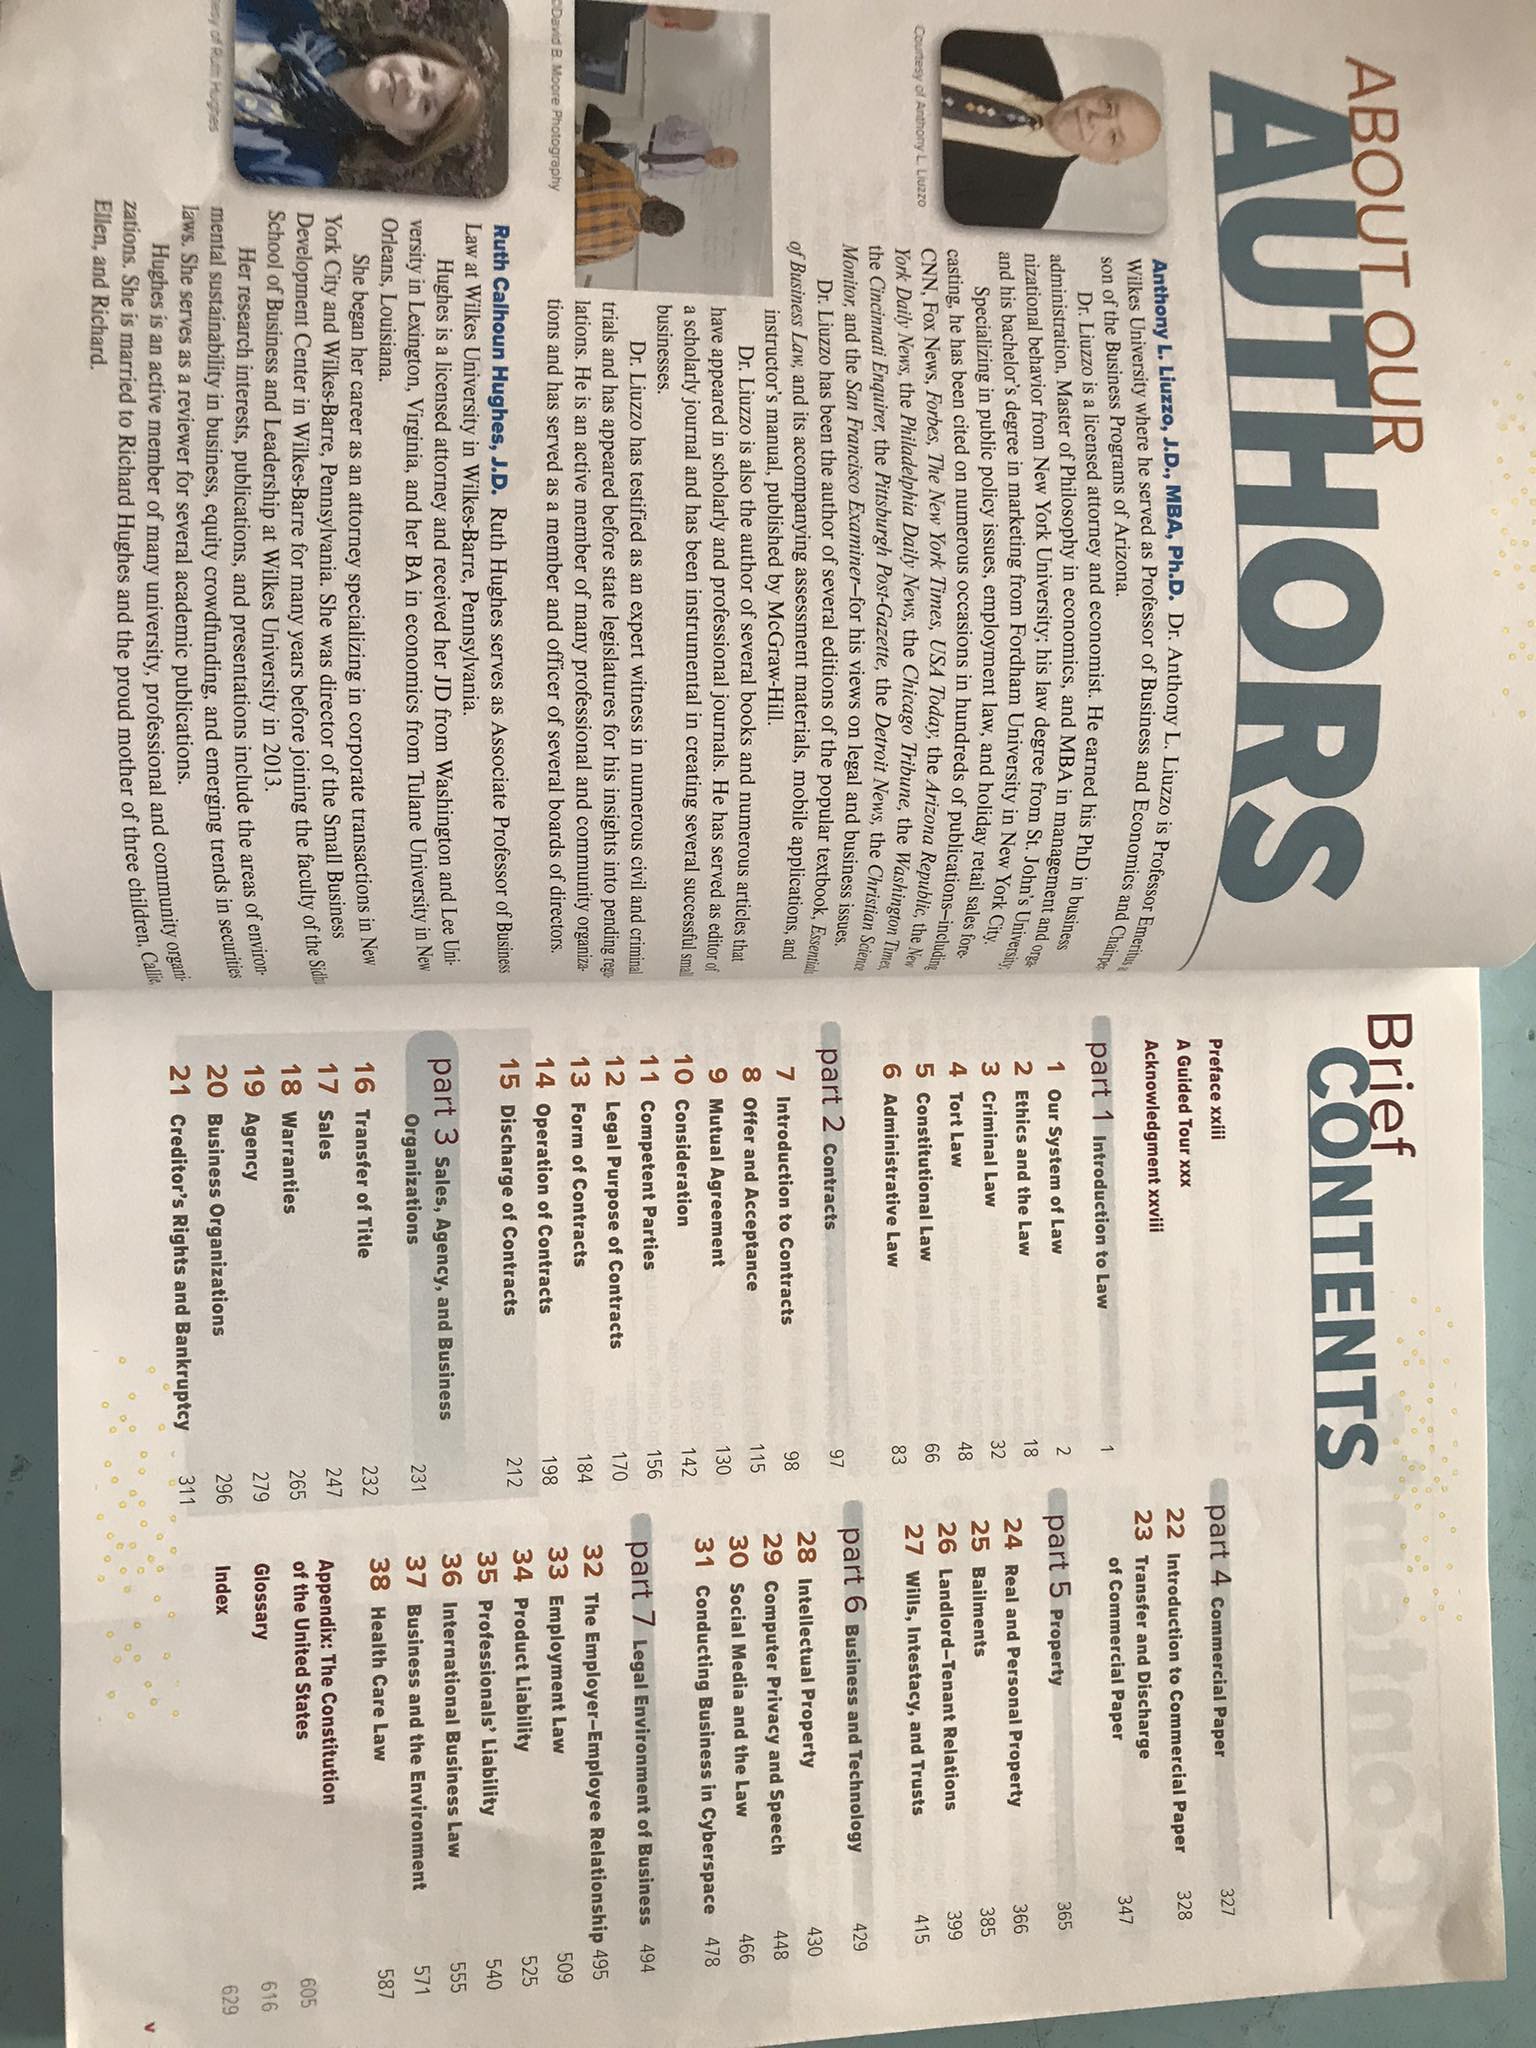 ABOUT OUR
AUTHORS
Anthony L. Liuzzo, J.D., MBA, Ph.D. Dr. Anthony L. Liuzzo is Professor Emeritus
Wilkes University where he served as Professor of Business and Economics and Chairper-
son of the Business Programs of Arizona.
Dr. Liuzzo is a licensed attorney and economist. He earned his PhD in business
administration, Master of Philosophy in economics, and MBA in management and orga-
nizational behavior from New York University; his law degree from St. John's University;
and his bachelor's degree in marketing from Fordham University in New York City.
Specializing in public policy issues, employment law, and holiday retail sales fore-
casting, he has been cited on numerous occasions in hundreds of publications—including
CNN, Fox News, Forbes, The New York Times, USA Today, the Arizona Republic, the New
York Daily News, the Philadelphia Daily News, the Chicago Tribune, the Washington Times,
the Cincinnati Enquirer, the Pittsburgh Post-Gazette, the Detroit News, the Christian Science
Monitor, and the San Francisco Examiner—for his views on legal and business issues.
Dr. Liuzzo has been the author of several editions of the popular textbook, Essentials
of Business Law, and its accompanying assessment materials, mobile applications, and
instructor's manual, published by McGraw-Hill.
Dr. Liuzzo is also the author of several books and numerous articles that
have appeared in scholarly and professional journals. He has served as editor of
a scholarly journal and has been instrumental in creating several successful small
businesses.
Dr. Liuzzo has testified as an expert witness in numerous civil and criminal
trials and has appeared before state legislatures for his insights into pending regu-
lations. He is an active member of many professional and community organiza-
tions and has served as a member and officer of several boards of directors.
Courtesy of Anthony L. Liuzzo
©David B. Moore Photography
Ruth Calhoun Hughes, J.D. Ruth Hughes serves as Associate Professor of Business
Law at Wilkes University in Wilkes-Barre, Pennsylvania.
Hughes is a licensed attorney and received her JD from Washington and Lee Uni-
versity in Lexington, Virginia, and her BA in economics from Tulane University in New
Orleans, Louisiana.
She began her career as an attorney specializing in corporate transactions in New
York City and Wilkes-Barre, Pennsylvania. She was director of the Small Business
Development Center in Wilkes-Barre for many years before joining the faculty of the Sidhu
School of Business and Leadership at Wilkes University in 2013.
Her research interests, publications, and presentations include the areas of environ-
mental sustainability in business, equity crowdfunding, and emerging trends in securities
laws. She serves as a reviewer for several academic publications.
Hughes is an active member of many university, professional and community organi-
zations. She is married to Richard Hughes and the proud mother of three children, Callie,
Ellen, and Richard.
of Ruth Hughes
Brief
CONTENTS
Preface xxiii
A Guided Tour xxx
Acknowledgment xxviii
part 1 Introduction to Law 1
1 Our System of Law 2
2 Ethics and the Law 18
3 Criminal Law 32
4 Tort Law 48
5 Constitutional Law 66
6 Administrative Law 83
part 2 Contracts 97
7 Introduction to Contracts 98
8 Offer and Acceptance 115
9 Mutual Agreement 130
10 Consideration 142
11 Competent Parties 156
12 Legal Purpose of Contracts 170
13 Form of Contracts 184
14 Operation of Contracts 198
15 Discharge of Contracts 212
part 3 Sales, Agency, and Business
Organizations 231
16 Transfer of Title 232
17 Sales 247
18 Warranties 265
19 Agency 279
20 Business Organizations 296
21 Creditor's Rights and Bankruptcy 311
part 4 Commercial Paper 327
22 Introduction to Commercial Paper 328
23 Transfer and Discharge
of Commercial Paper 347
part 5 Property 365
24 Real and Personal Property 366
25 Bailments 385
26 Landlord–Tenant Relations 399
27 Wills, Intestacy, and Trusts 415
part 6 Business and Technology 429
28 Intellectual Property 430
29 Computer Privacy and Speech 448
30 Social Media and the Law 466
31 Conducting Business in Cyberspace 478
part 7 Legal Environment of Business 494
32 The Employer–Employee Relationship 495
33 Employment Law 509
34 Product Liability 525
35 Professionals' Liability 540
36 International Business Law 555
37 Business and the Environment 571
38 Health Care Law 587
Appendix: The Constitution
of the United States 605
Glossary 616
Index 629
v